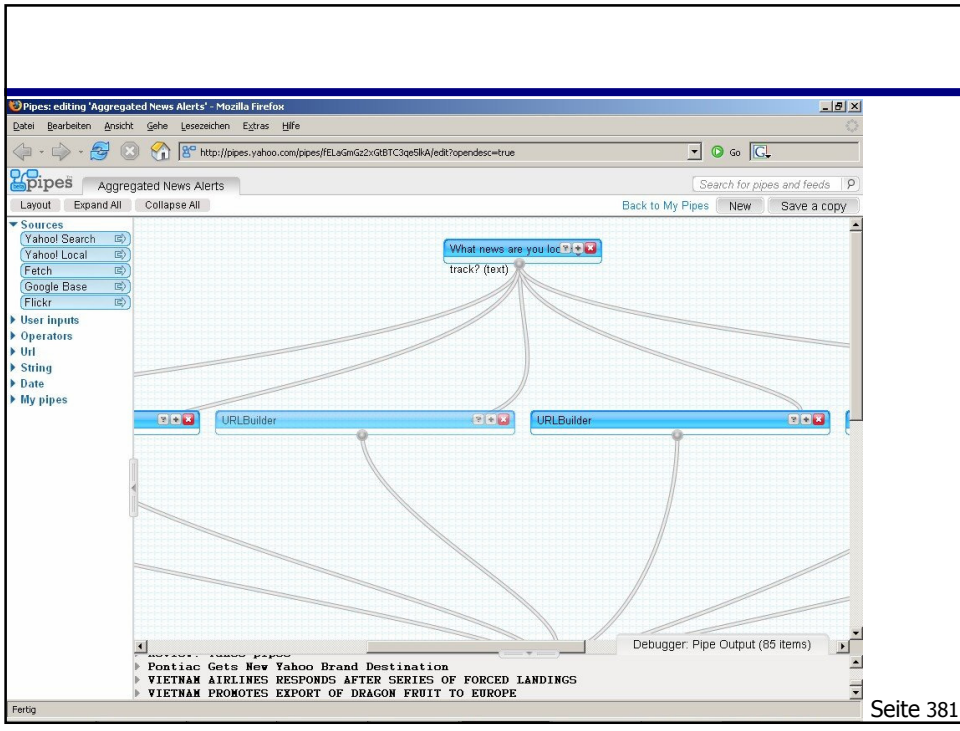 Pipes: editing 'Aggregated News Alerts' - Mozilla Firefox
Datei Bearbeiten Ansicht Gehe Lesezeichen Extras Hilfe
http://pipes.yahoo.com/pipes/fELaGmGz2xGtBTC3qe5lkA/edit?opendesc=true Go
pipes Aggregated News Alerts Search for pipes and feeds
Layout Expand All Collapse All Back to My Pipes New Save a copy
Sources
Yahoo! Search
Yahoo! Local
Fetch
Google Base
Flickr
User inputs
Operators
Url
String
Date
My pipes
What news are you loc
track? (text)
URLBuilder
URLBuilder
Debugger: Pipe Output (85 items)
Pontiac Gets New Yahoo Brand Destination
VIETNAM AIRLINES RESPONDS AFTER SERIES OF FORCED LANDINGS
VIETNAM PROMOTES EXPORT OF DRAGON FRUIT TO EUROPE
Fertig
Seite 381